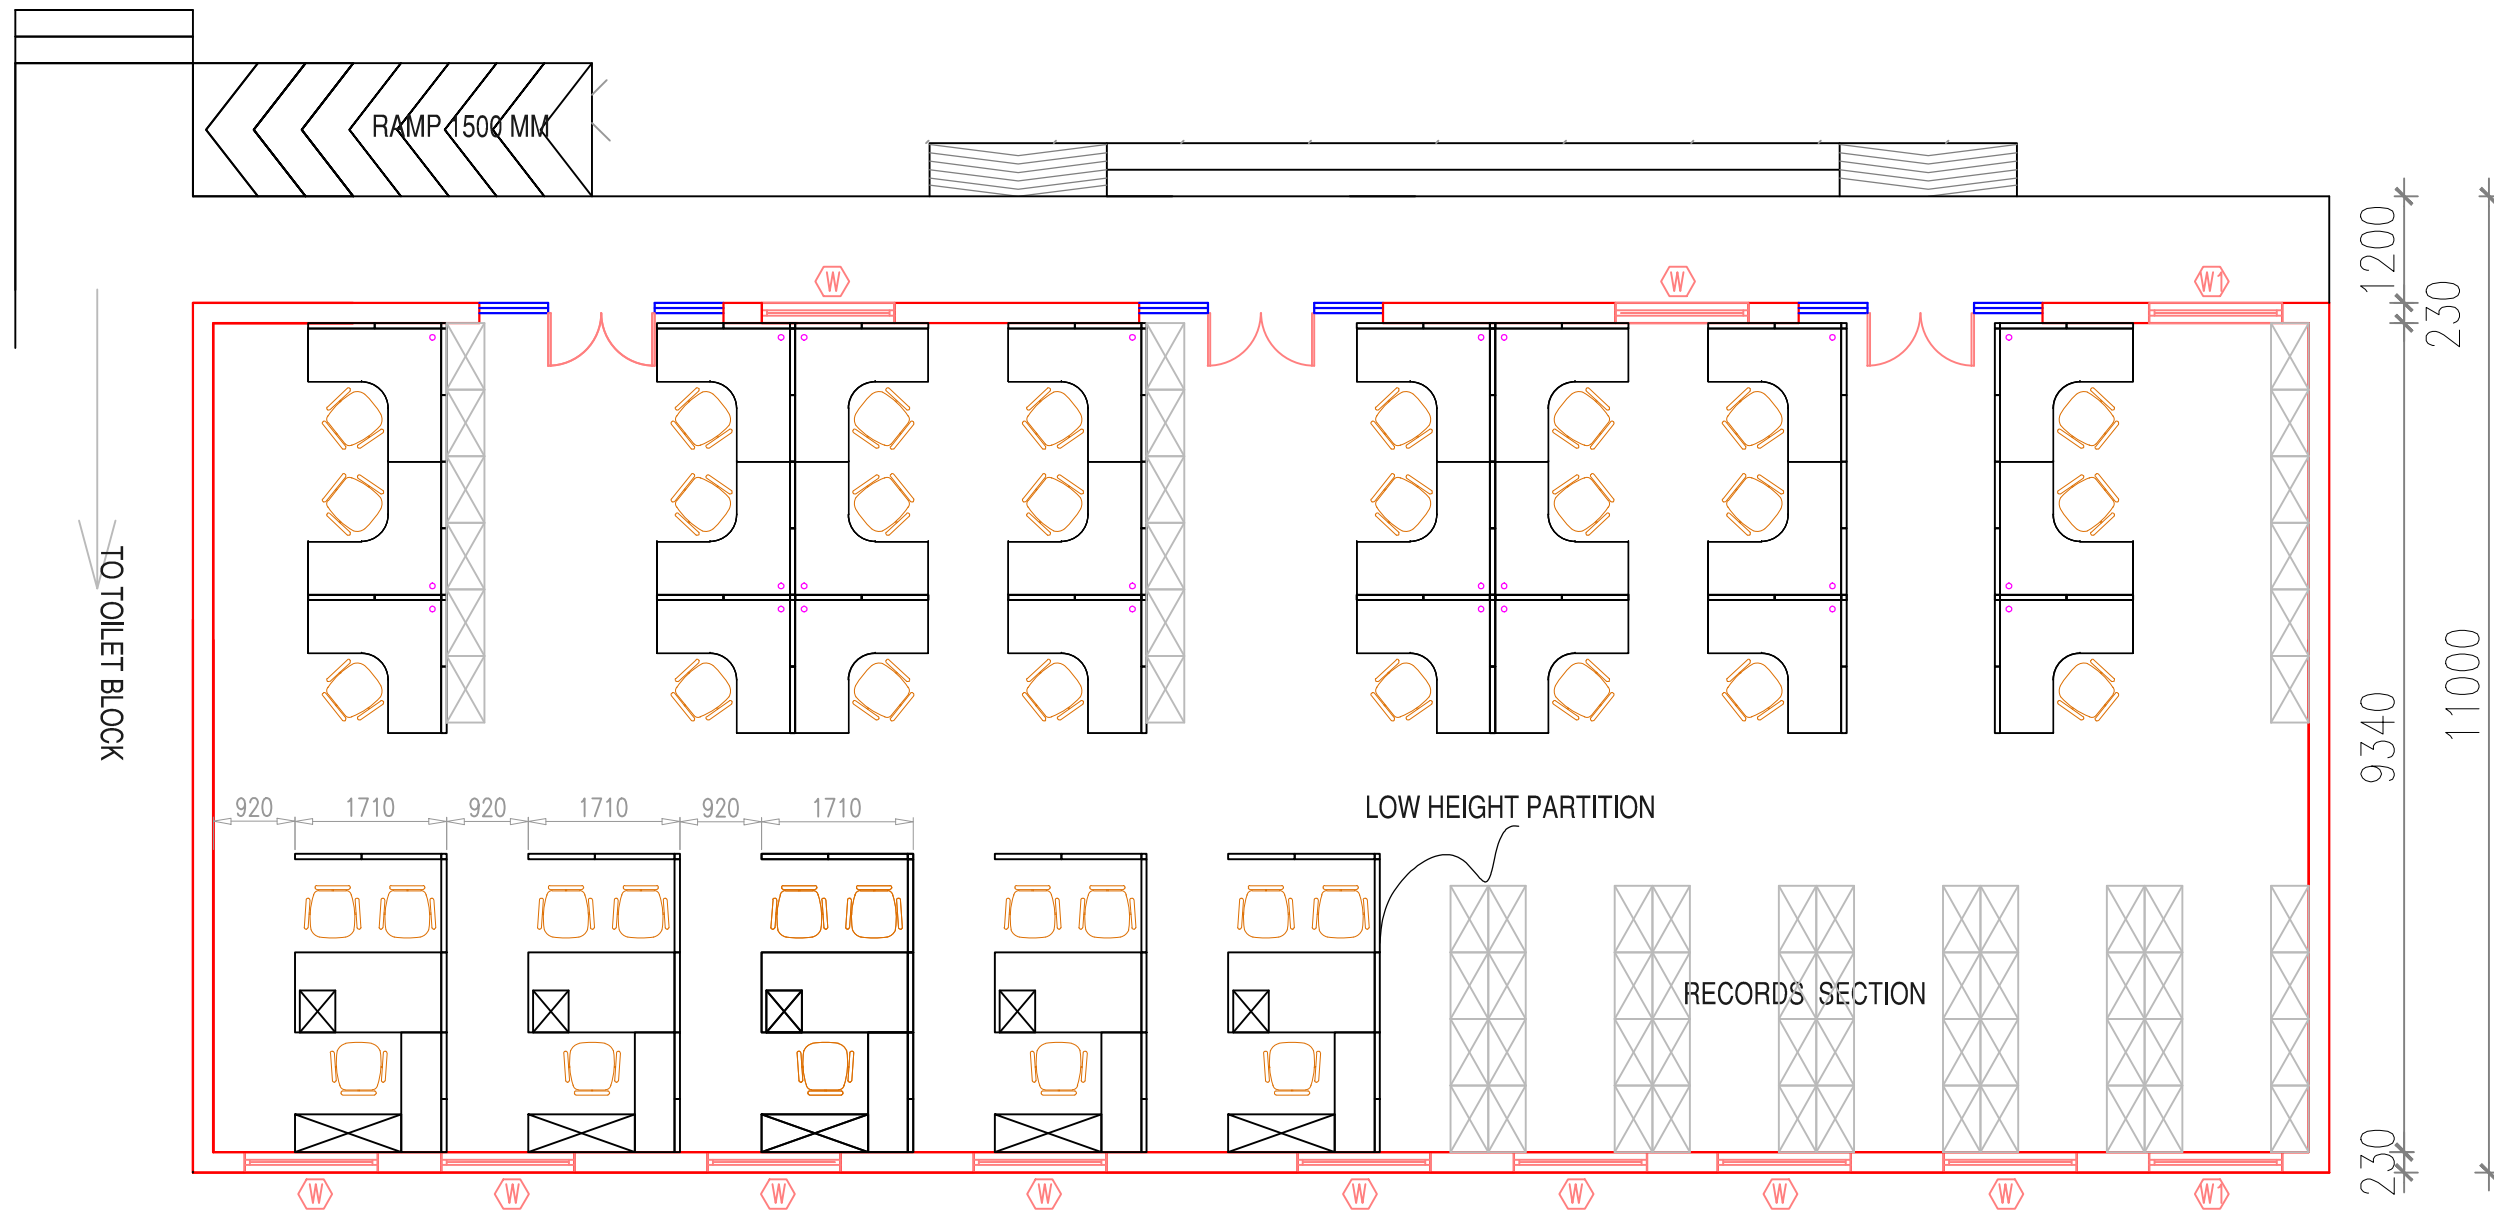 RAMP 1500 MM
W
W
W1
1200
230
TO TOILET BLOCK
11000
9340
920
1710
920
1710
920
1710
LOW HEIGHT PARTITION
RECORDS SECTION
230
W
W
W
W
W
W
W
W
W1